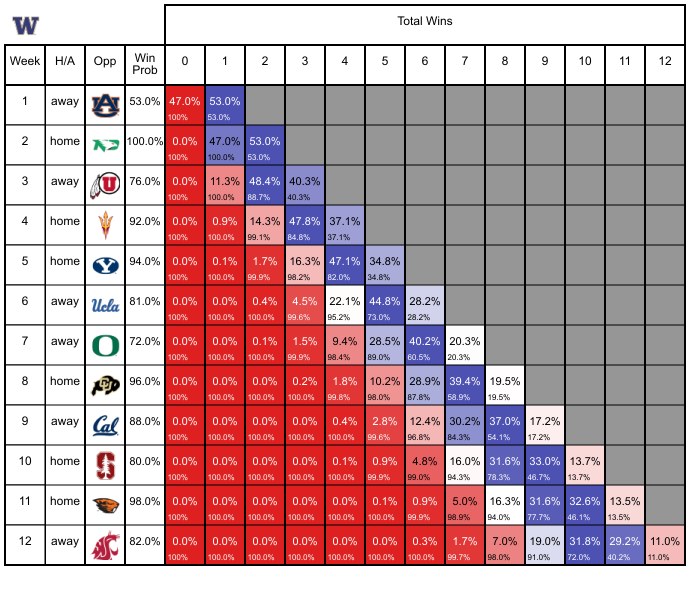 W
Total Wins
Week H/A Opp Win Prob 0 1 2 3 4 5 6 7 8 9 10 11 12
1 away AU 53.0% 47.0% 53.0%
100% 53.0%
2 home 100.0% 0.0% 47.0% 53.0%
100% 100.0% 53.0%
3 away U 76.0% 0.0% 11.3% 48.4% 40.3%
100% 100.0% 88.7% 40.3%
4 home 92.0% 0.0% 0.9% 14.3% 47.8% 37.1%
100% 100.0% 99.1% 84.8% 37.1%
5 home Y 94.0% 0.0% 0.1% 1.7% 16.3% 47.1% 34.8%
100% 100.0% 99.9% 98.2% 82.0% 34.8%
6 away Ucla 81.0% 0.0% 0.0% 0.4% 4.5% 22.1% 44.8% 28.2%
100% 100.0% 100.0% 99.6% 95.2% 73.0% 28.2%
7 away O 72.0% 0.0% 0.0% 0.1% 1.5% 9.4% 28.5% 40.2% 20.3%
100% 100.0% 100.0% 99.9% 98.4% 89.0% 60.5% 20.3%
8 home CU 96.0% 0.0% 0.0% 0.0% 0.2% 1.8% 10.2% 28.9% 39.4% 19.5%
100% 100.0% 100.0% 100.0% 99.8% 98.0% 87.8% 58.9% 19.5%
9 away Cal 88.0% 0.0% 0.0% 0.0% 0.0% 0.4% 2.8% 12.4% 30.2% 37.0% 17.2%
100% 100.0% 100.0% 100.0% 100.0% 99.6% 96.8% 84.3% 54.1% 17.2%
10 home S 80.0% 0.0% 0.0% 0.0% 0.0% 0.1% 0.9% 4.8% 16.0% 31.6% 33.0% 13.7%
100% 100.0% 100.0% 100.0% 100.0% 99.9% 99.0% 94.3% 78.3% 46.7% 13.7%
11 home 98.0% 0.0% 0.0% 0.0% 0.0% 0.0% 0.1% 0.9% 5.0% 16.3% 31.6% 32.6% 13.5%
100% 100.0% 100.0% 100.0% 100.0% 100.0% 99.9% 98.9% 94.0% 77.7% 46.1% 13.5%
12 away 82.0% 0.0% 0.0% 0.0% 0.0% 0.0% 0.0% 0.3% 1.7% 7.0% 19.0% 31.8% 29.2% 11.0%
100% 100.0% 100.0% 100.0% 100.0% 100.0% 100.0% 99.7% 98.0% 91.0% 72.0% 40.2% 11.0%